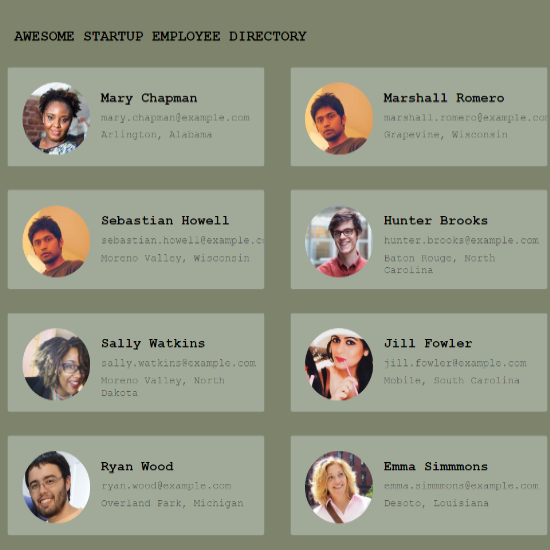 AWESOME STARTUP EMPLOYEE DIRECTORY
Mary Chapman
mary.chapman@example.com
Arlington, Alabama
Marshall Romero
marshall.romero@example.co
Grapevine, Wisconsin
Sebastian Howell
sebastian.howell@example.c
Moreno Valley, Wisconsin
Hunter Brooks
hunter.brooks@example.com
Baton Rouge, North
Carolina
Sally Watkins
sally.watkins@example.com
Moreno Valley, North
Dakota
Jill Fowler
jill.fowler@example.com
Mobile, South Carolina
Ryan Wood
ryan.wood@example.com
Overland Park, Michigan
Emma Simmmons
emma.simmmons@example.com
Desoto, Louisiana